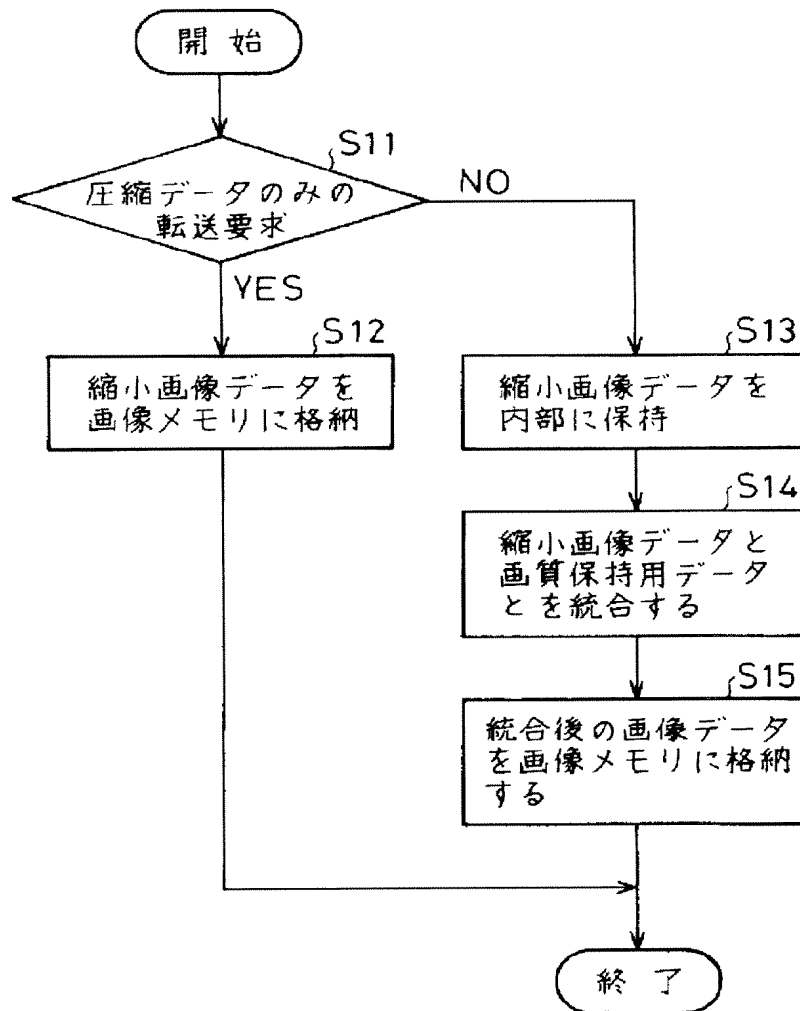 開始
S11
圧縮データのみの
転送要求
NO
YES
S12
縮小画像データを
画像メモリに格納
S13
縮小画像データを
内部に保持
S14
縮小画像データと
画質保持用データ
とを統合する
S15
統合後の画像データ
を画像メモリに格納
する
終了